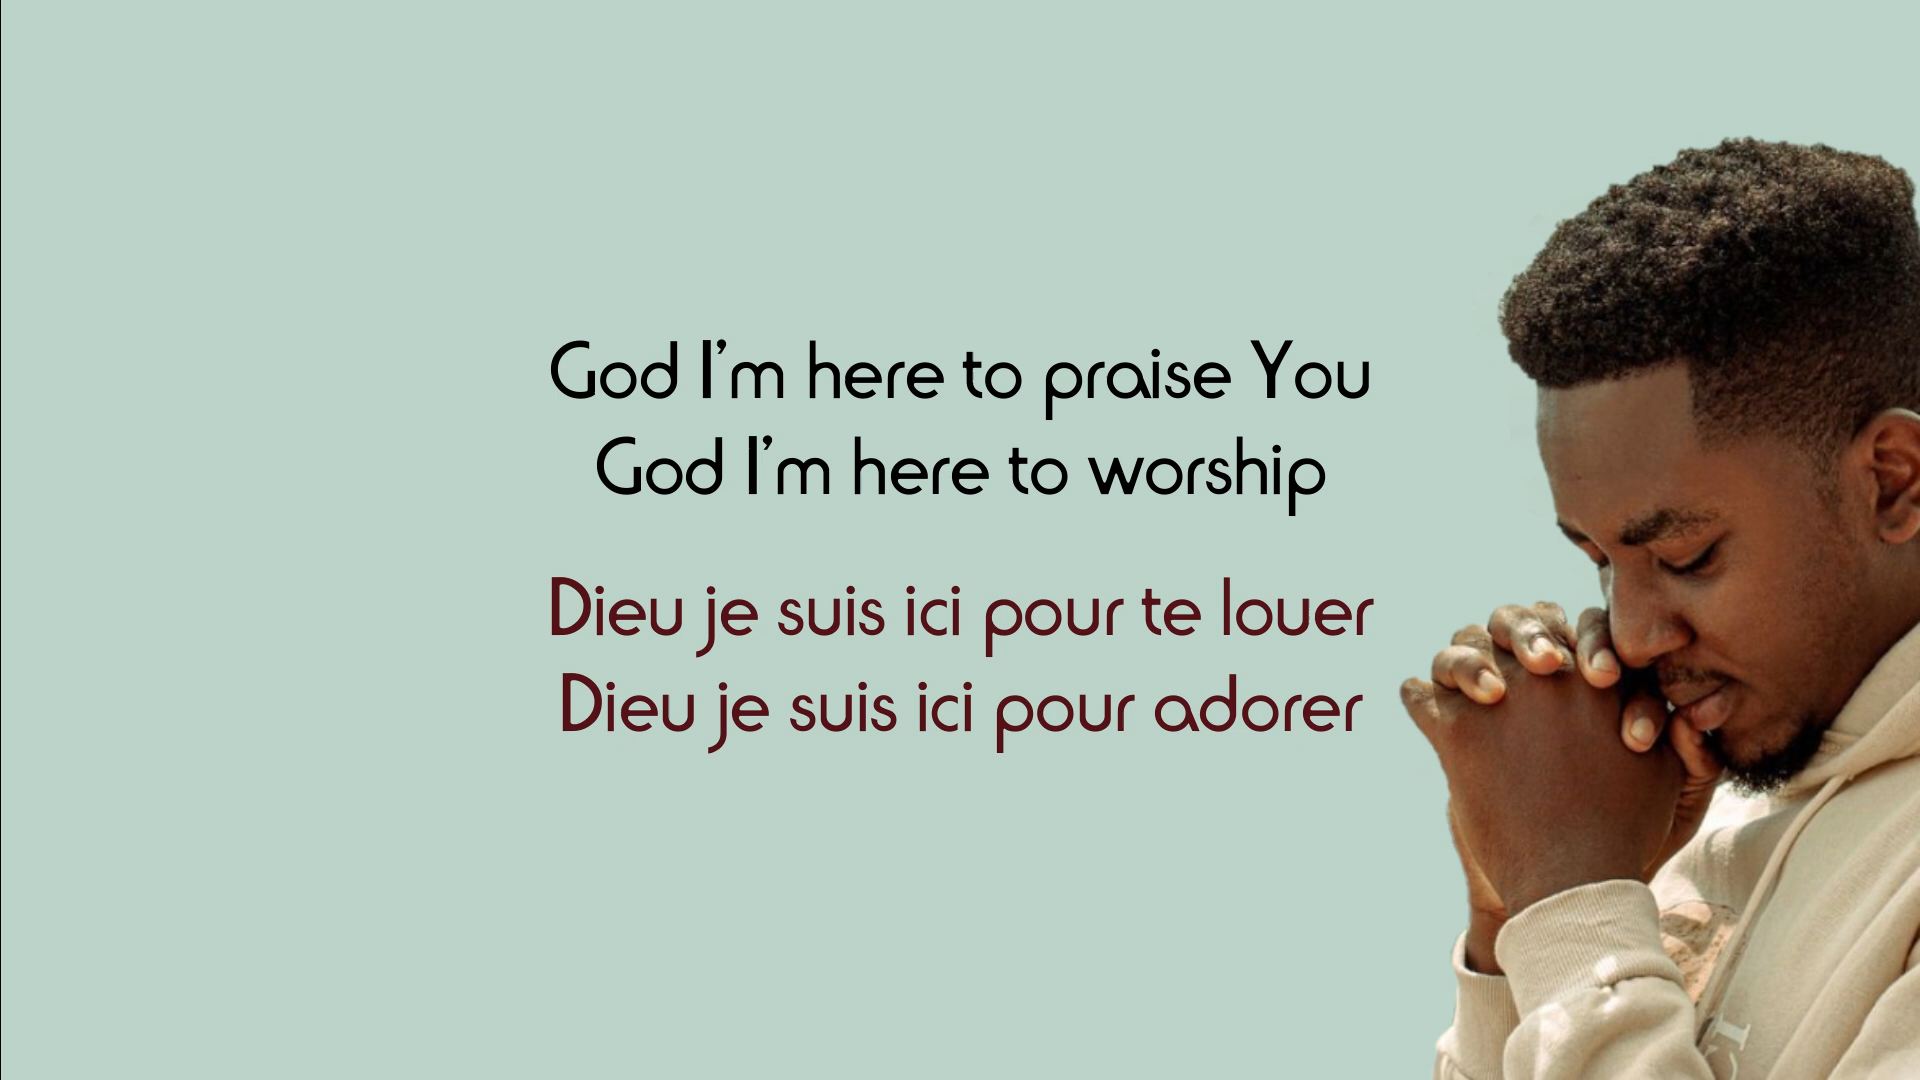 God I’m here to praise You
God I’m here to worship
Dieu je suis ici pour te louer
Dieu je suis ici pour adorer